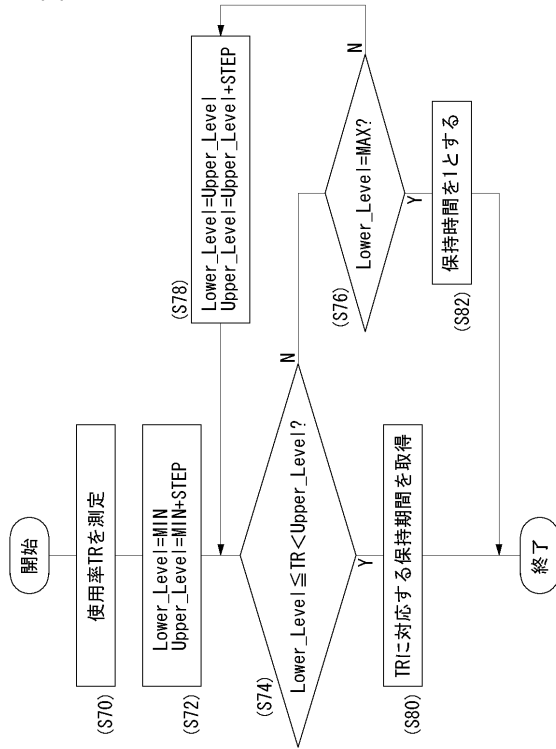 開始
(S70)
使用率TRを測定
(S72)
Lower_Level=MIN
Upper_Level=MIN+STEP
(S74)
Lower_Level≦TR<Upper_Level?
N
Y
(S78)
Lower_Level=Upper_Level
Upper_Level=Upper_Level+STEP
(S76)
Lower_Level=MAX?
N
Y
(S80)
TRに対応する保持期間を取得
(S82)
保持時間を1とする
終了